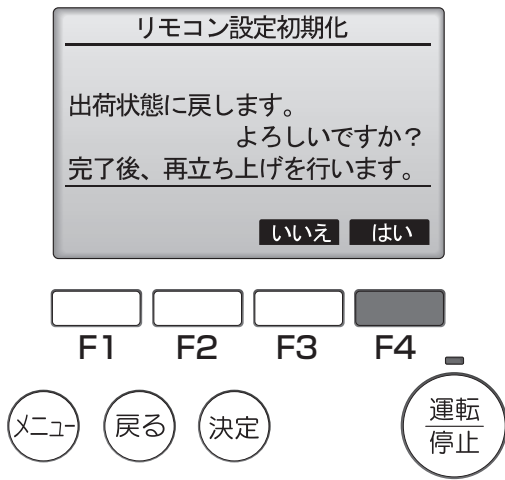 リモコン設定初期化
出荷状態に戻します。
よろしいですか？
完了後、再立ち上げを行います。
いいえ はい
F1 F2 F3 F4
メニュー 戻る 決定
運転
停止